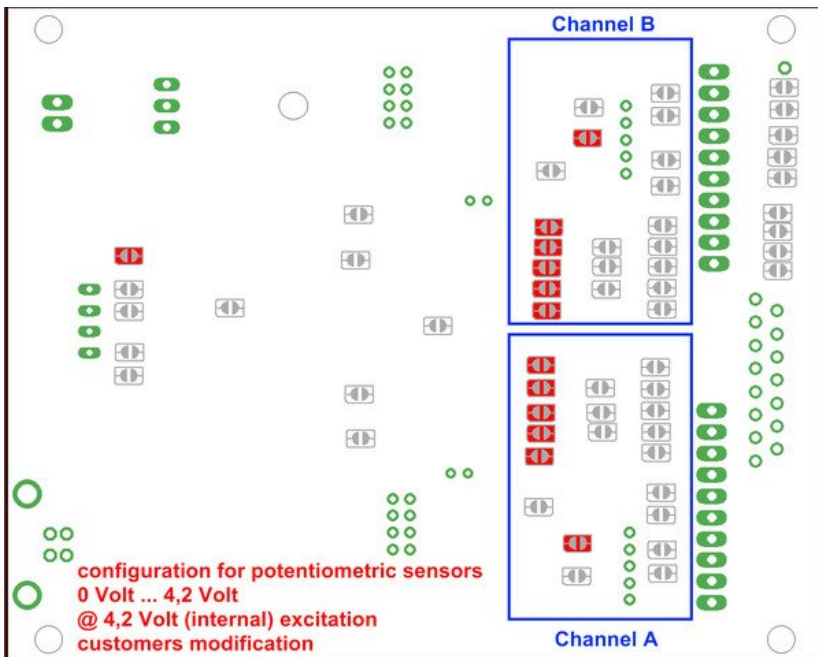 Channel B
configuration for potentiometric sensors
0 Volt ... 4,2 Volt
@ 4,2 Volt (internal) excitation
customers modification
Channel A